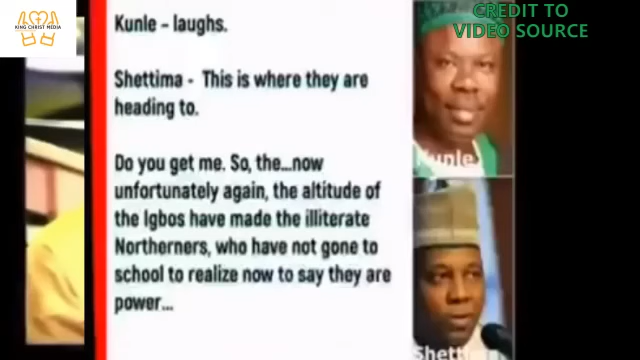 KING CHRIST MEDIA
CREDIT TO
VIDEO SOURCE
Kunle – laughs.
Shettima - This is where they are
heading to.
Do you get me. So, the...now
unfortunately again, the altitude of
the Igbos have made the illiterate
Northerners, who have not gone to
school to realize now to say they are
power...
Kunle
Shett